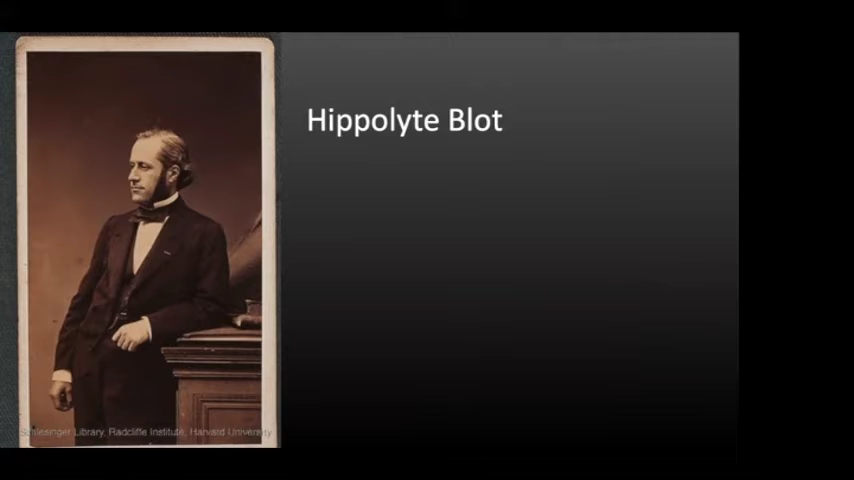 Hippolyte Blot
Schlesinger Library, Radcliffe Institute, Harvard University